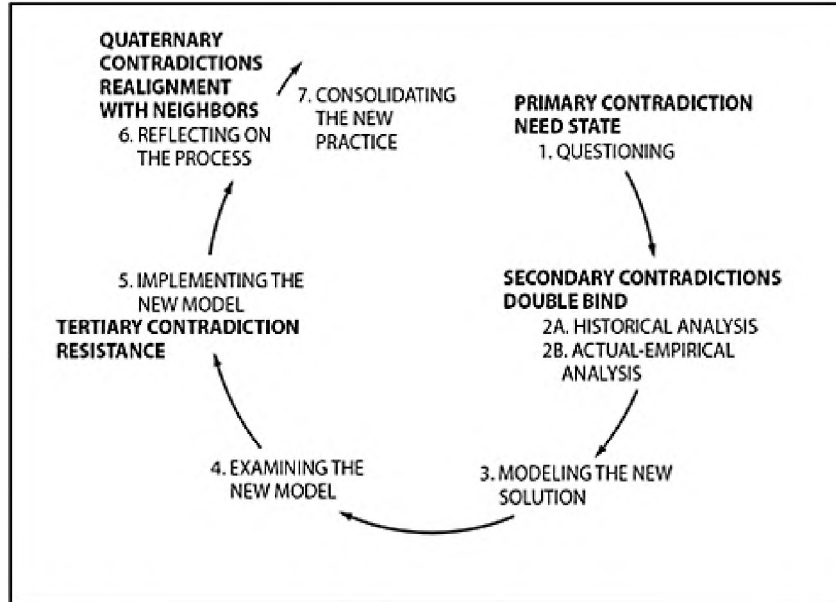 PRIMARY CONTRADICTION
NEED STATE
1. QUESTIONING
SECONDARY CONTRADICTIONS
DOUBLE BIND
2A. HISTORICAL ANALYSIS
2B. ACTUAL-EMPIRICAL
ANALYSIS
3. MODELING THE NEW
SOLUTION
4. EXAMINING THE
NEW MODEL
5. IMPLEMENTING THE
NEW MODEL
TERTIARY CONTRADICTION
RESISTANCE
QUATERNARY
CONTRADICTIONS
REALIGNMENT
WITH NEIGHBORS
6. REFLECTING ON
THE PROCESS
7. CONSOLIDATING
THE NEW
PRACTICE